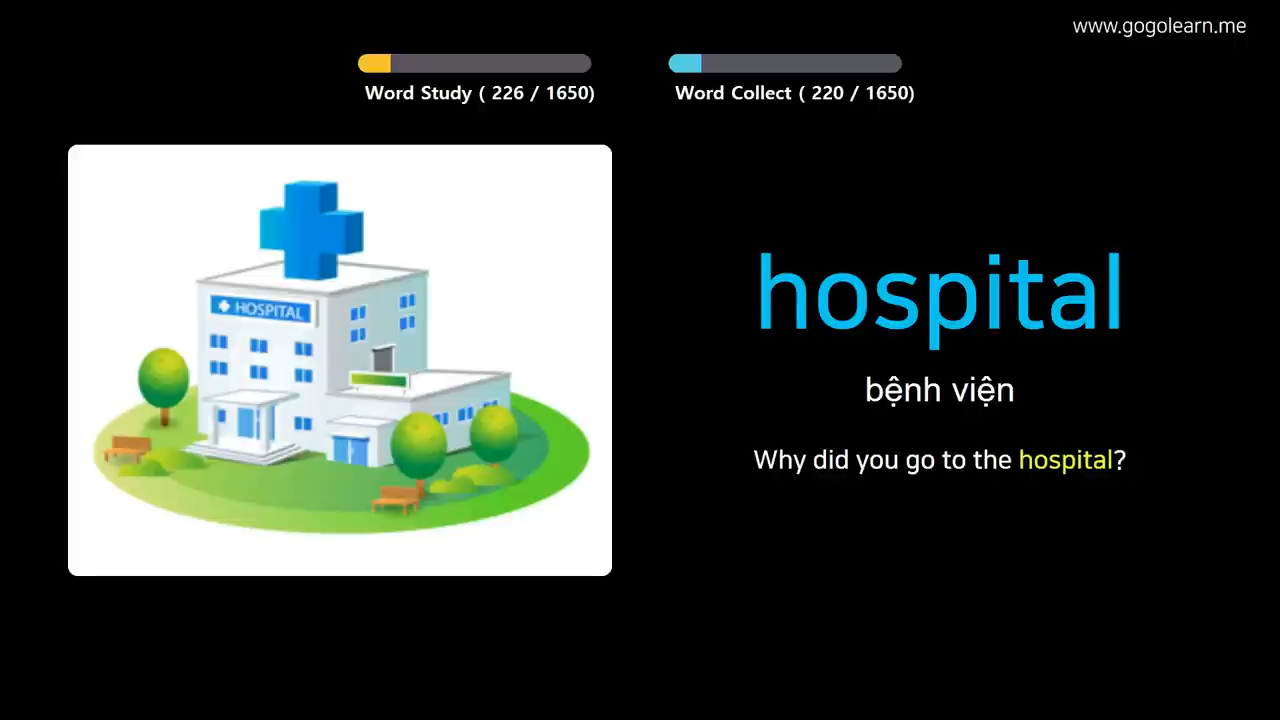 www.gogolearn.me
Word Study ( 226 / 1650)
Word Collect ( 220 / 1650)
HOSPITAL
hospital
bệnh viện
Why did you go to the hospital?